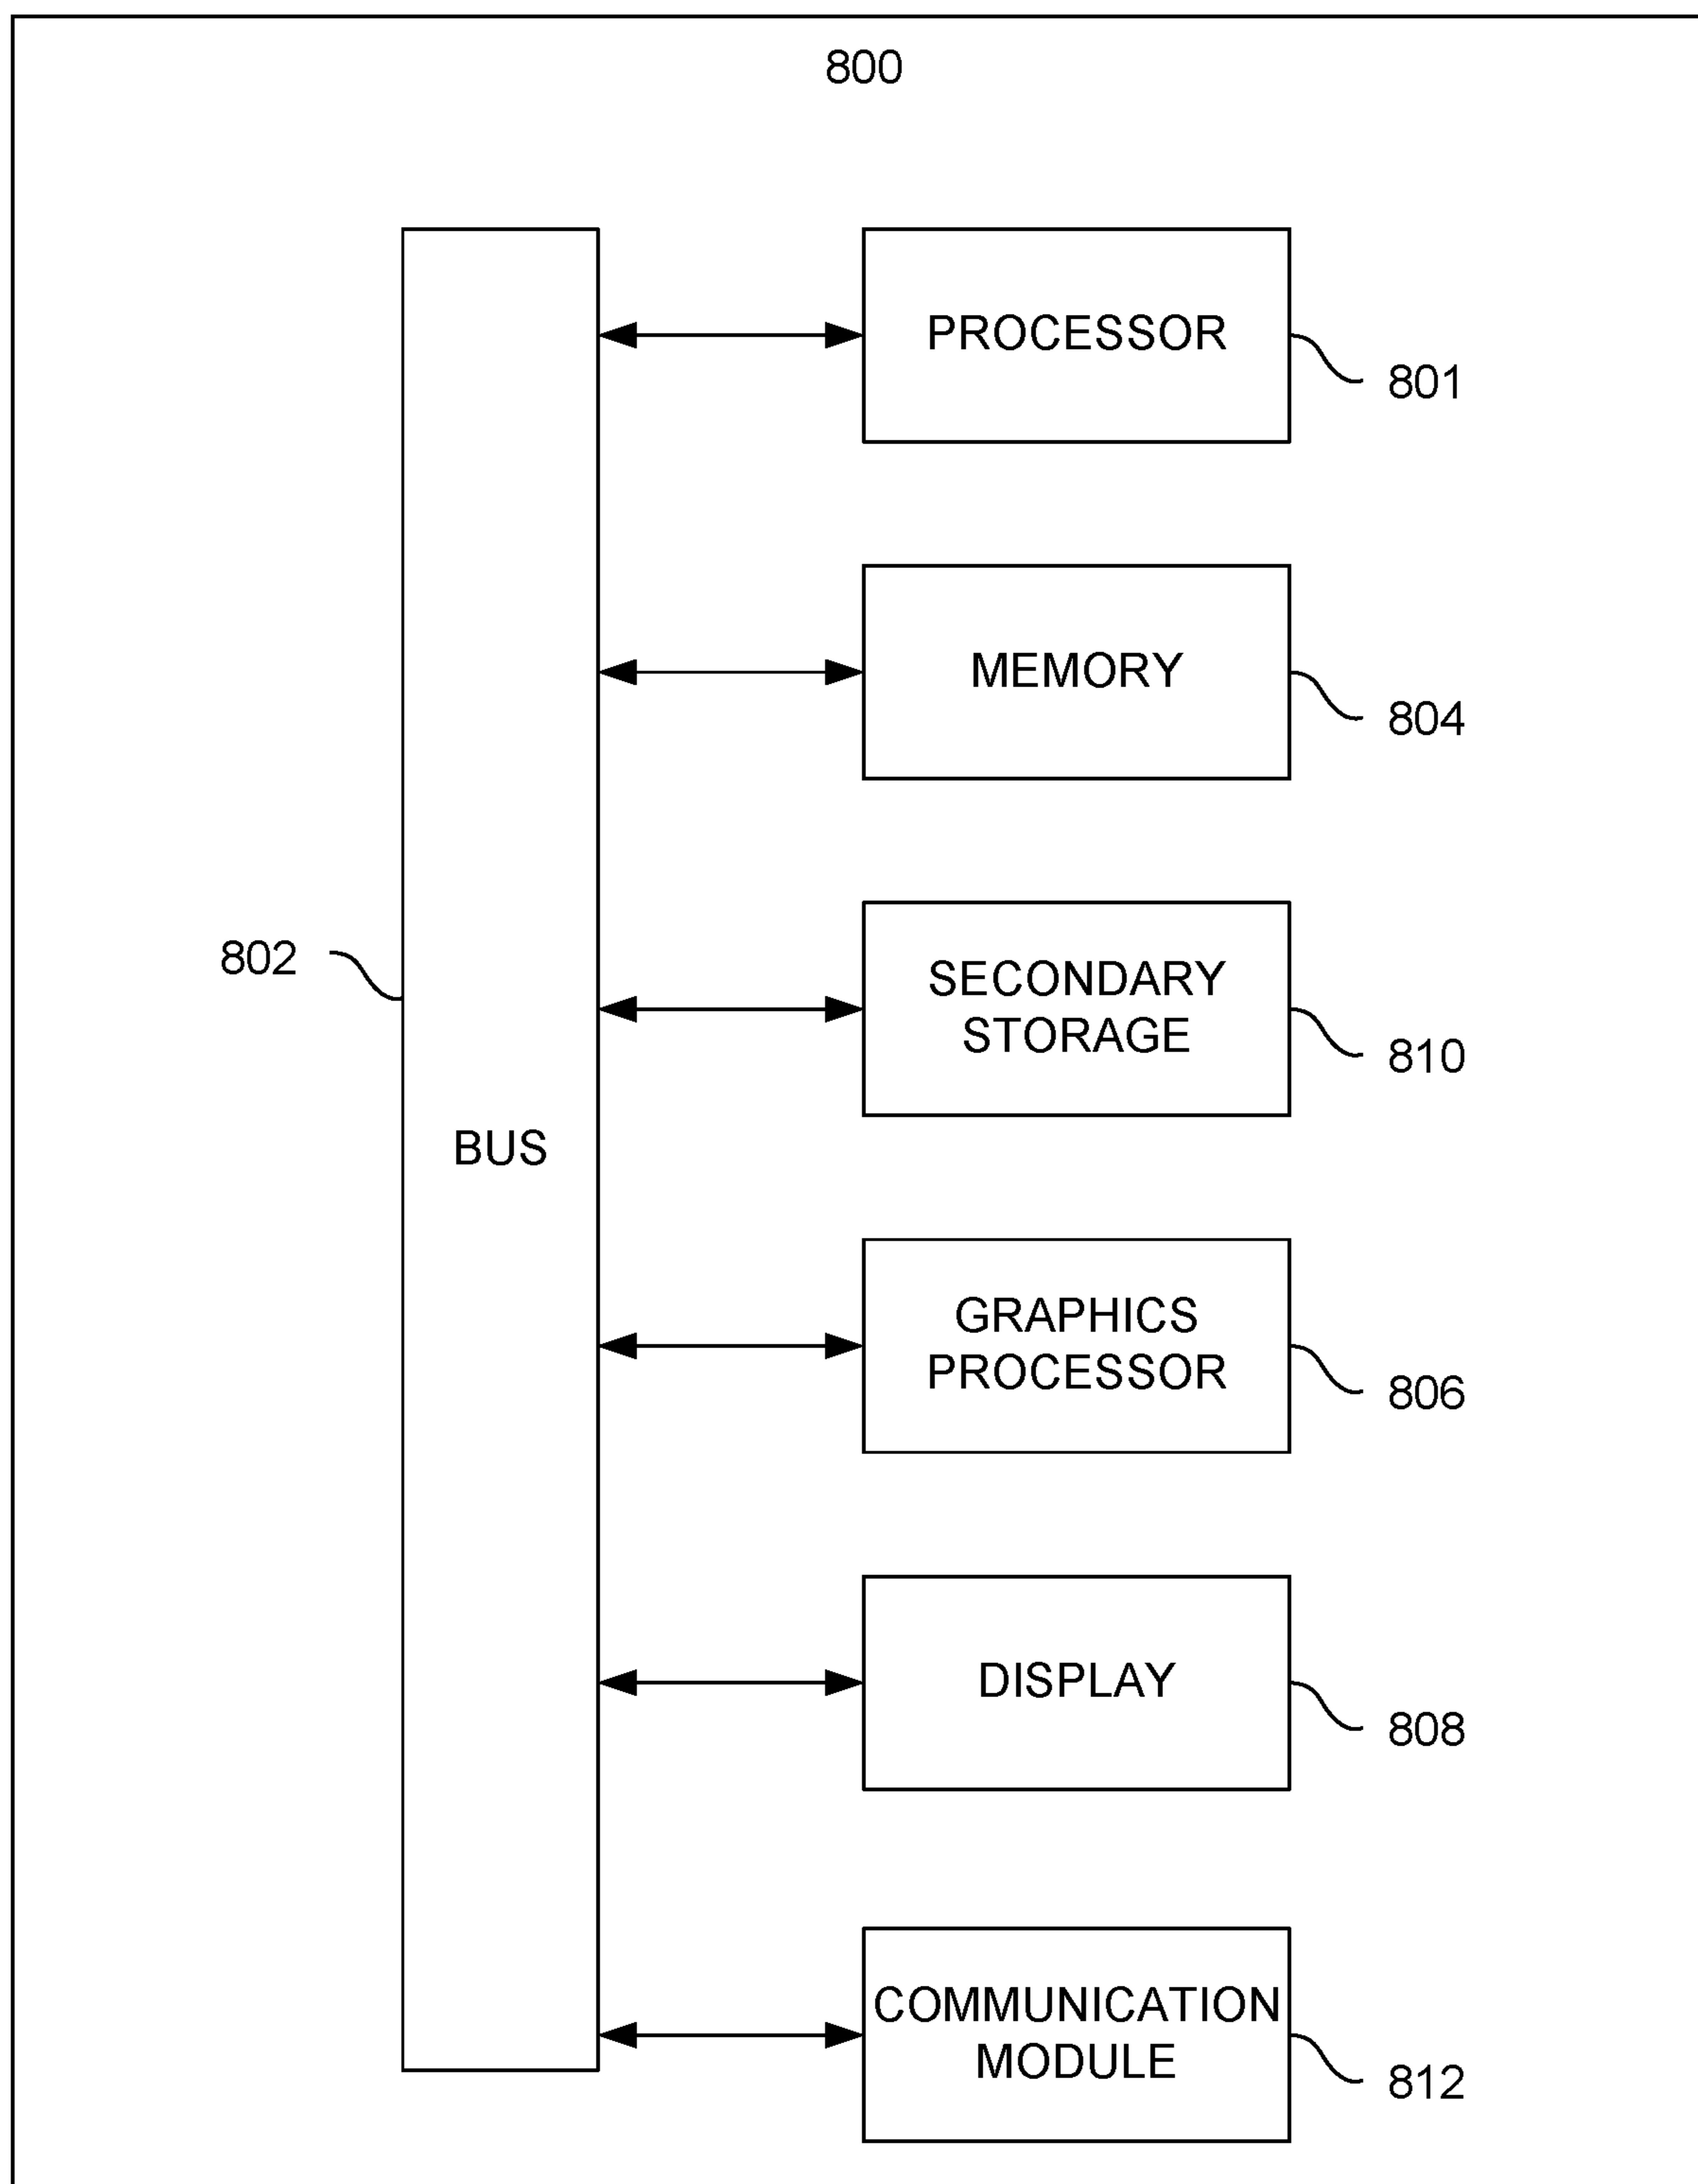 800
PROCESSOR
801
MEMORY
804
802
SECONDARY
STORAGE
810
BUS
GRAPHICS
PROCESSOR
806
DISPLAY
808
COMMUNICATION
MODULE
812